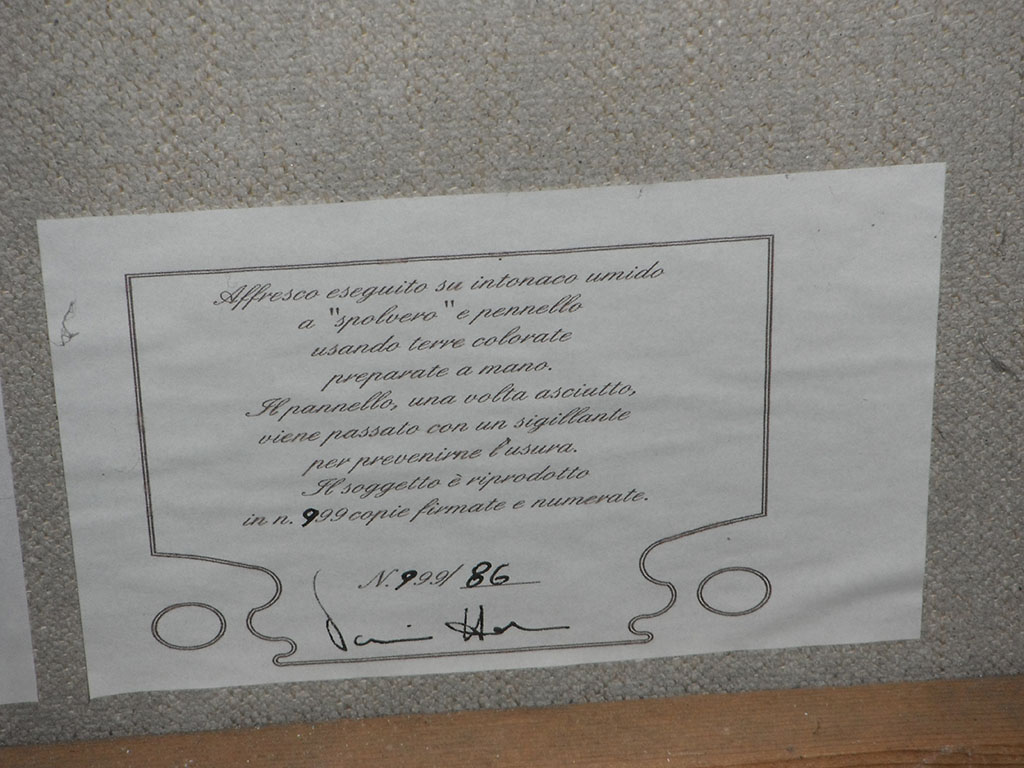 Affresco eseguito su intonaco umido
a "spolvero" e pennello
usando terre colorate
preparate a mano.
Il pannello, una volta asciutto,
viene passato con un sigillante
per prevenirne l'usura.
Il soggetto è riprodotto
in n. 999 copie firmate e numerate.
N. 999/ 86